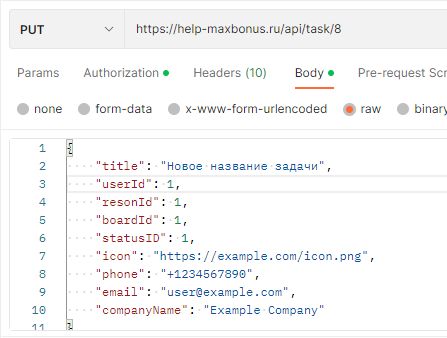 PUT https://help-maxbonus.ru/api/task/8
Params Authorization Headers (10) Body Pre-request Scr
none form-data x-www-form-urlencoded raw binary
1 {
2 "title": "Новое название задачи",
3 "userId": 1,
4 "resonId": 1,
5 "boardId": 1,
6 "statusID": 1,
7 "icon": "https://example.com/icon.png",
8 "phone": "+1234567890",
9 "email": "user@example.com",
10 "companyName": "Example Company"
11 }